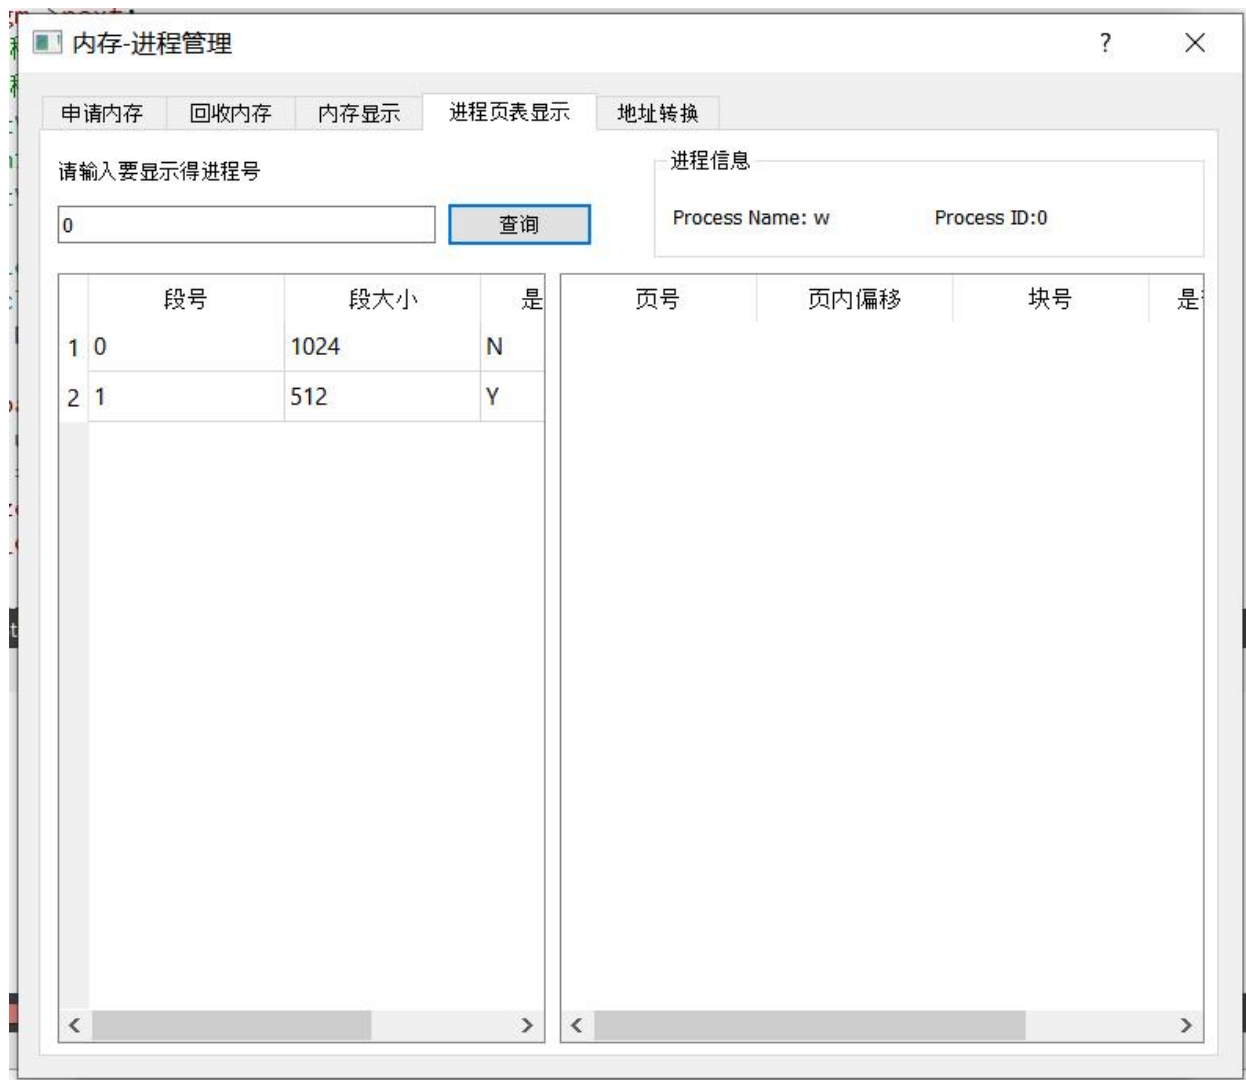 内存-进程管理
?
申请内存 回收内存 内存显示 进程页表显示 地址转换
请输入要显示得进程号
进程信息
0
查询
Process Name: w Process ID:0
段号 段大小 是
1 0 1024 N
2 1 512 Y
页号 页内偏移 块号 是